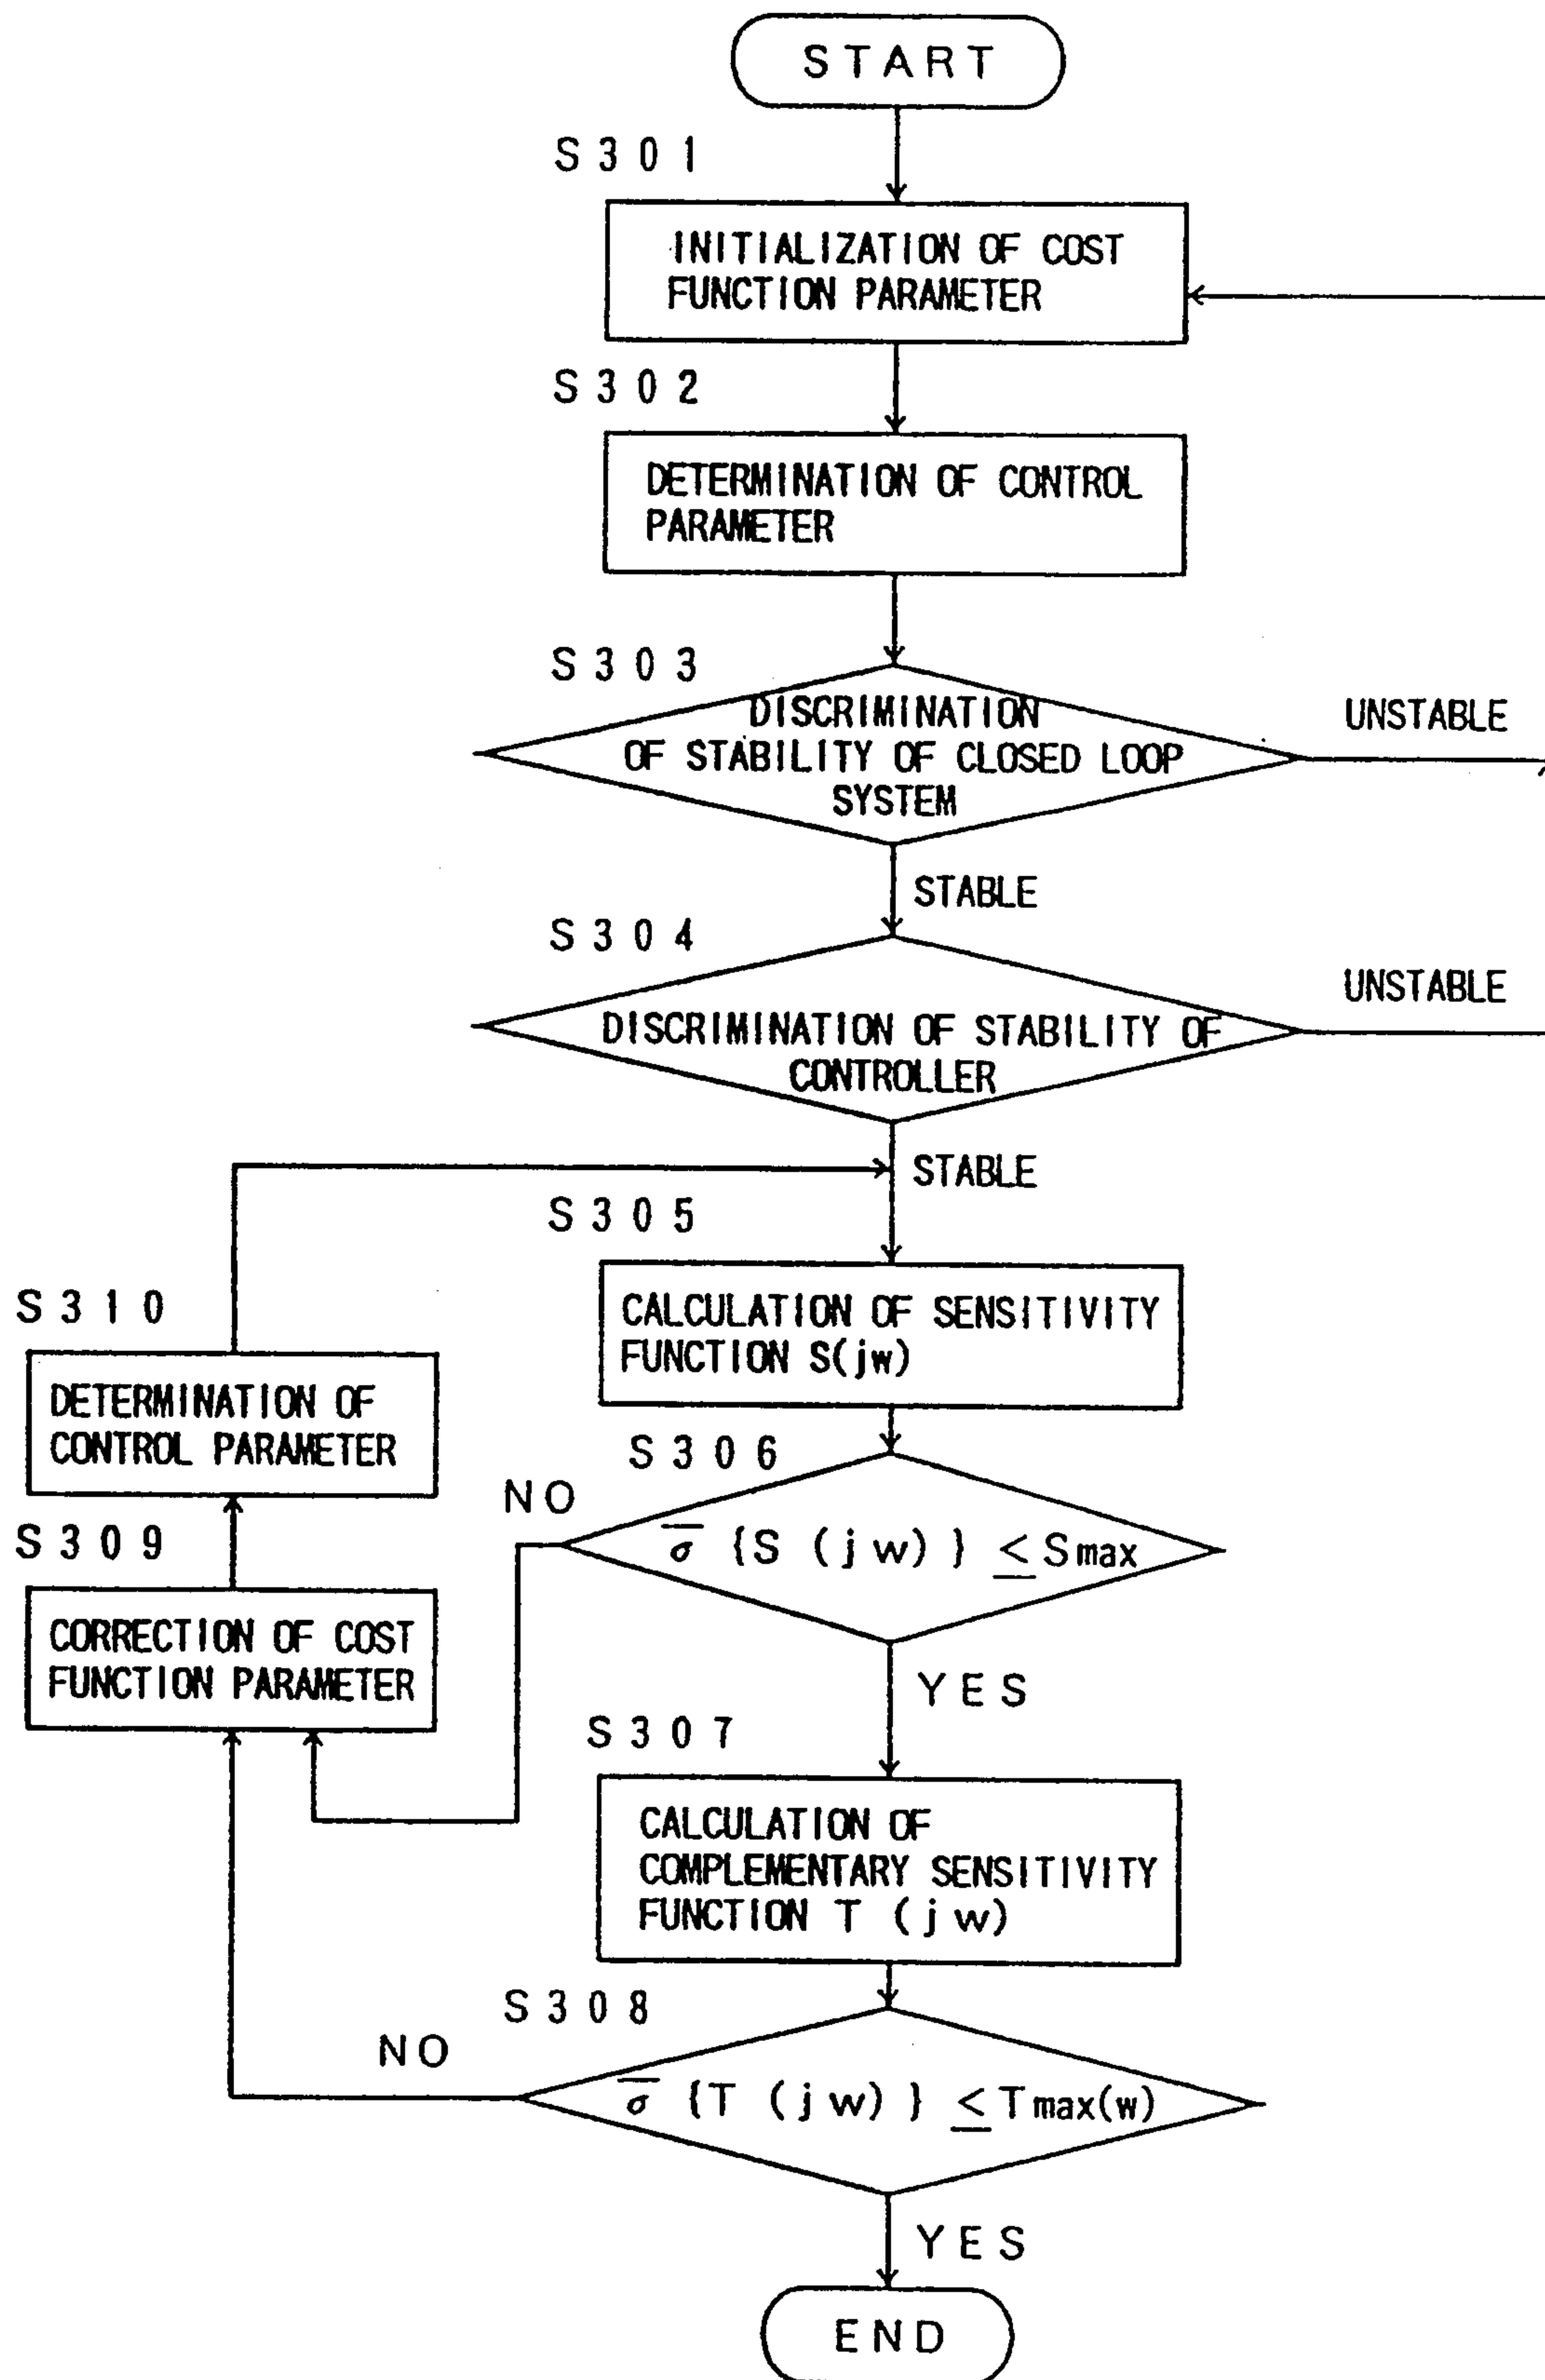 START
S301
INITIALIZATION OF COST
FUNCTION PARAMETER
S302
DETERMINATION OF CONTROL
PARAMETER
S303
DISCRIMINATION
OF STABILITY OF CLOSED LOOP
SYSTEM
UNSTABLE
STABLE
S304
DISCRIMINATION OF STABILITY OF
CONTROLLER
UNSTABLE
STABLE
S305
CALCULATION OF SENSITIVITY
FUNCTION S(jw)
S310
DETERMINATION OF
CONTROL PARAMETER
S306
NO
σ̅ {S (jw) } ≤ Smax
S309
CORRECTION OF COST
FUNCTION PARAMETER
YES
S307
CALCULATION OF
COMPLEMENTARY SENSITIVITY
FUNCTION T (jw)
S308
NO
σ̅ {T (jw) } ≤ Tmax(w)
YES
END